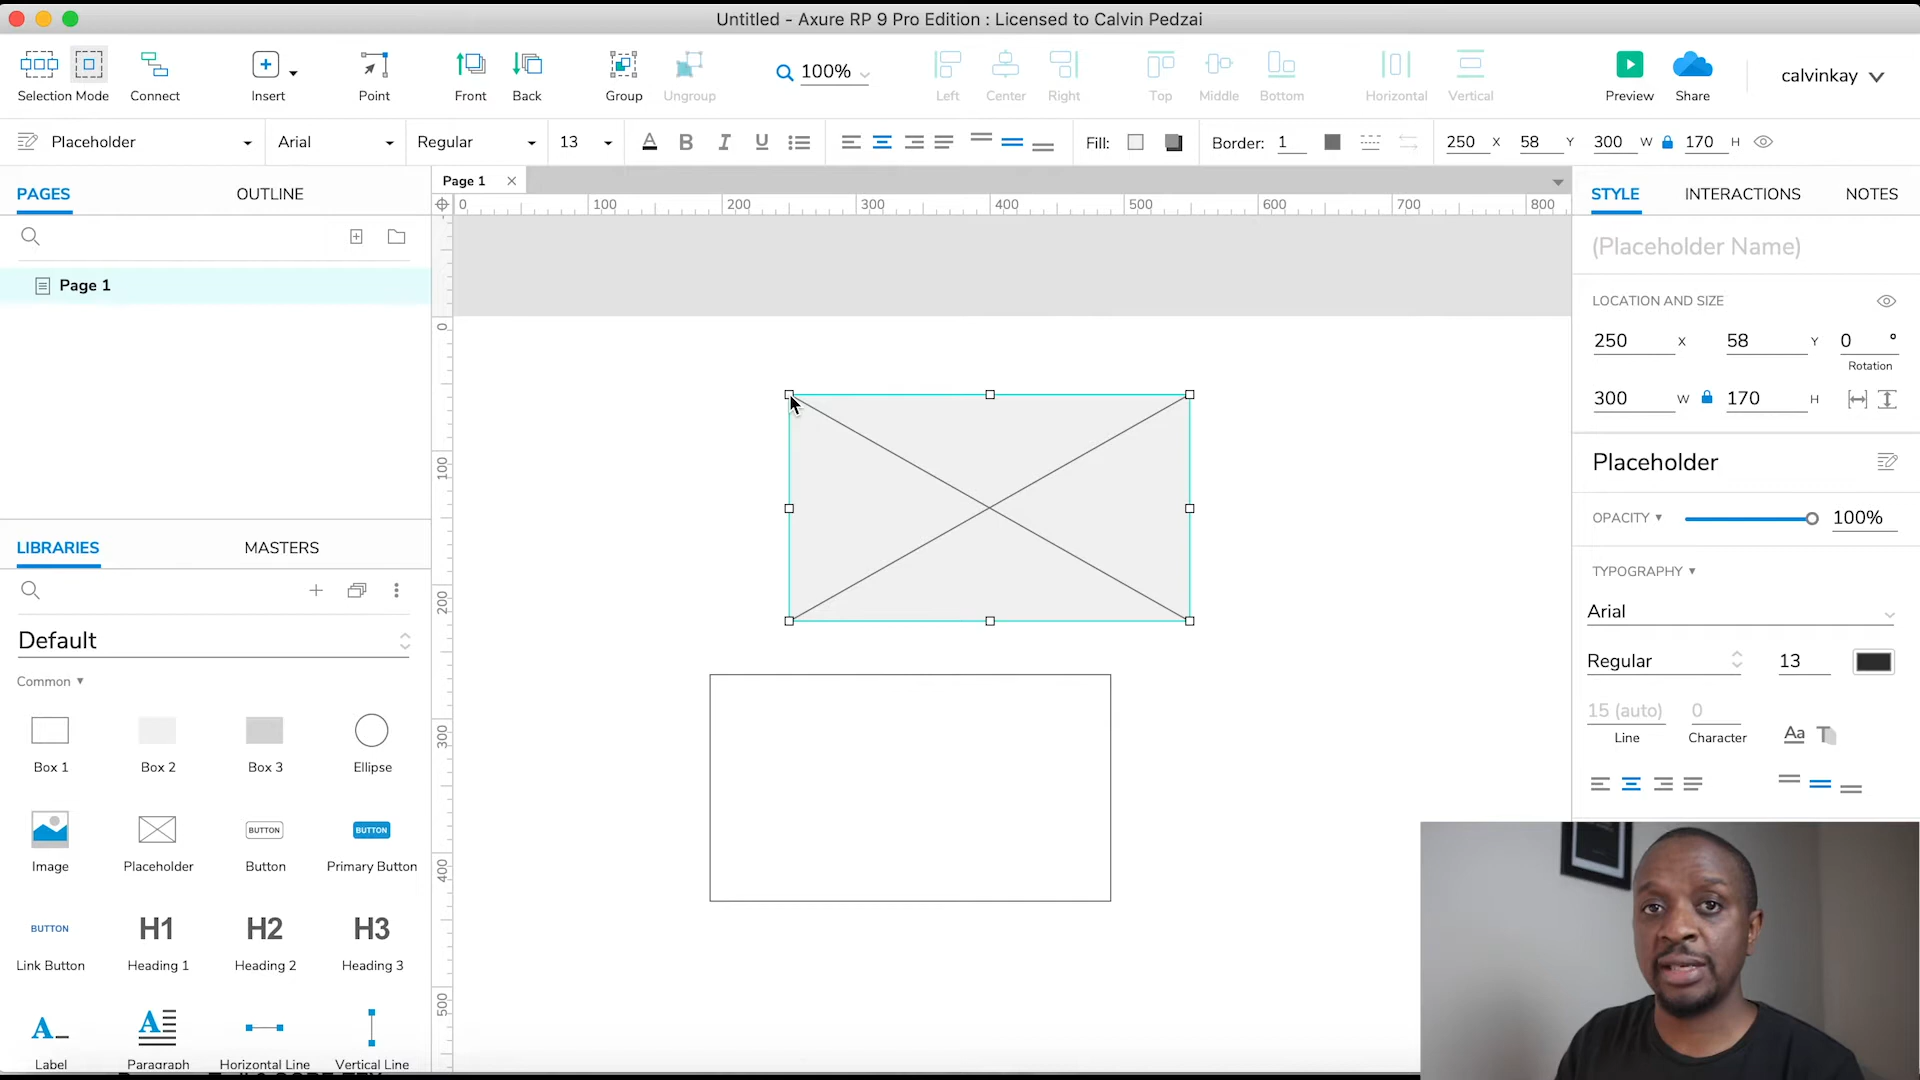 Untitled - Axure RP 9 Pro Edition : Licensed to Calvin Pedzai
Selection Mode
Connect
Insert
Point
Front
Back
Group
Ungroup
100%
Left
Center
Right
Top
Middle
Bottom
Horizontal
Vertical
Preview
Share
calvinkay
Placeholder
Arial
Regular
13
A B I U
Fill:
Border: 1
250 X 58 Y 300 W 170 H
PAGES
OUTLINE
Page 1
LIBRARIES
MASTERS
Default
Common
Box 1
Box 2
Box 3
Ellipse
Image
Placeholder
BUTTON
Button
BUTTON
Primary Button
BUTTON
Link Button
H1
Heading 1
H2
Heading 2
H3
Heading 3
A
Label
A
Paragraph
Horizontal Line
Vertical Line
Page 1
0 100 200 300 400 500 600 700 800
0
100
200
300
400
500
STYLE
INTERACTIONS
NOTES
(Placeholder Name)
LOCATION AND SIZE
250 X 58 Y 0 °
Rotation
300 W 170 H
Placeholder
OPACITY
100%
TYPOGRAPHY
Arial
Regular
13
15 (auto)
Line
0
Character
Aa T